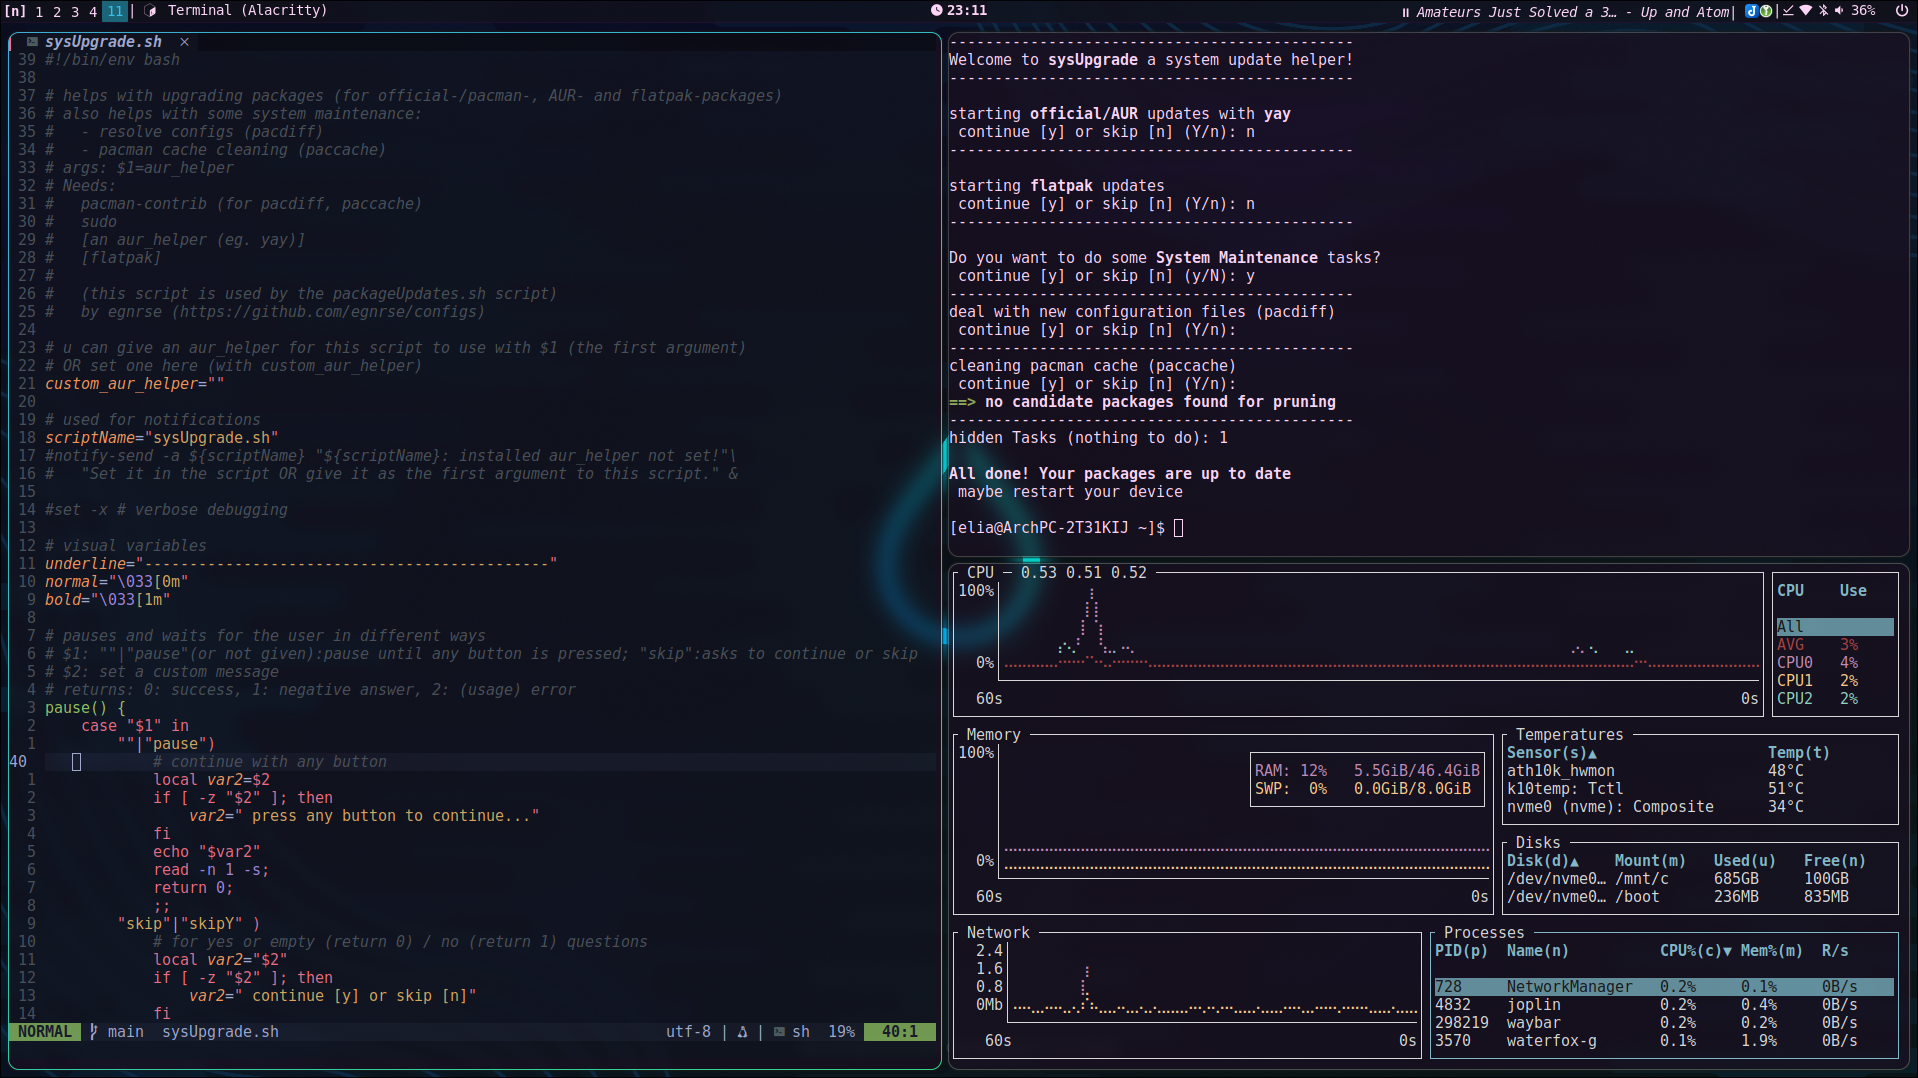 [n] 1 2 3 4 11 | Terminal (Alacritty)
23:11
Amateurs Just Solved a 3… - Up and Atom| | 36%
sysUpgrade.sh ×
39 #!/bin/env bash
38
37 # helps with upgrading packages (for official-/pacman-, AUR- and flatpak-packages)
36 # also helps with some system maintenance:
35 #   - resolve configs (pacdiff)
34 #   - pacman cache cleaning (paccache)
33 # args: $1=aur_helper
32 # Needs:
31 #   pacman-contrib (for pacdiff, paccache)
30 #   sudo
29 #   [an aur_helper (eg. yay)]
28 #   [flatpak]
27 #
26 #   (this script is used by the packageUpdates.sh script)
25 #   by egnrse (https://github.com/egnrse/configs)
24
23 # u can give an aur_helper for this script to use with $1 (the first argument)
22 # OR set one here (with custom_aur_helper)
21 custom_aur_helper=""
20
19 # used for notifications
18 scriptName="sysUpgrade.sh"
17 #notify-send -a ${scriptName} "${scriptName}: installed aur_helper not set!"\
16 #   "Set it in the script OR give it as the first argument to this script." &
15
14 #set -x # verbose debugging
13
12 # visual variables
11 underline="---------------------------------------------"
10 normal="\033[0m"
9 bold="\033[1m"
8
7 # pauses and waits for the user in different ways
6 # $1: ""|"pause"(or not given):pause until any button is pressed; "skip":asks to continue or skip
5 # $2: set a custom message
4 # returns: 0: success, 1: negative answer, 2: (usage) error
3 pause() {
2     case "$1" in
1         ""|"pause")
40             # continue with any button
1             local var2=$2
2             if [ -z "$2" ]; then
3                 var2=" press any button to continue..."
4             fi
5             echo "$var2"
6             read -n 1 -s;
7             return 0;
8             ;;
9         "skip"|"skipY" )
10             # for yes or empty (return 0) / no (return 1) questions
11             local var2="$2"
12             if [ -z "$2" ]; then
13                 var2=" continue [y] or skip [n]"
14             fi
NORMAL main sysUpgrade.sh utf-8 | | sh 19% 40:1
---------------------------------------------
Welcome to sysUpgrade a system update helper!
---------------------------------------------
starting official/AUR updates with yay
 continue [y] or skip [n] (Y/n): n
---------------------------------------------
starting flatpak updates
 continue [y] or skip [n] (Y/n): n
---------------------------------------------
Do you want to do some System Maintenance tasks?
 continue [y] or skip [n] (y/N): y
---------------------------------------------
deal with new configuration files (pacdiff)
 continue [y] or skip [n] (Y/n):
---------------------------------------------
cleaning pacman cache (paccache)
 continue [y] or skip [n] (Y/n):
==> no candidate packages found for pruning
---------------------------------------------
hidden Tasks (nothing to do): 1
All done! Your packages are up to date
 maybe restart your device
[elia@ArchPC-2T31KIJ ~]$
CPU — 0.53 0.51 0.52
100%
0%
60s 0s
CPU Use
All
AVG 3%
CPU0 4%
CPU1 2%
CPU2 2%
Memory
100%
RAM: 12% 5.5GiB/46.4GiB
SWP: 0% 0.0GiB/8.0GiB
0%
60s 0s
Temperatures
Sensor(s)▲ Temp(t)
ath10k_hwmon 48°C
k10temp: Tctl 51°C
nvme0 (nvme): Composite 34°C
Disks
Disk(d)▲ Mount(m) Used(u) Free(n)
/dev/nvme0… /mnt/c 685GB 100GB
/dev/nvme0… /boot 236MB 835MB
Network
2.4
1.6
0.8
0Mb
60s 0s
Processes
PID(p) Name(n) CPU%(c)▼ Mem%(m) R/s
728 NetworkManager 0.2% 0.1% 0B/s
4832 joplin 0.2% 0.4% 0B/s
298219 waybar 0.2% 0.2% 0B/s
3570 waterfox-g 0.1% 1.9% 0B/s